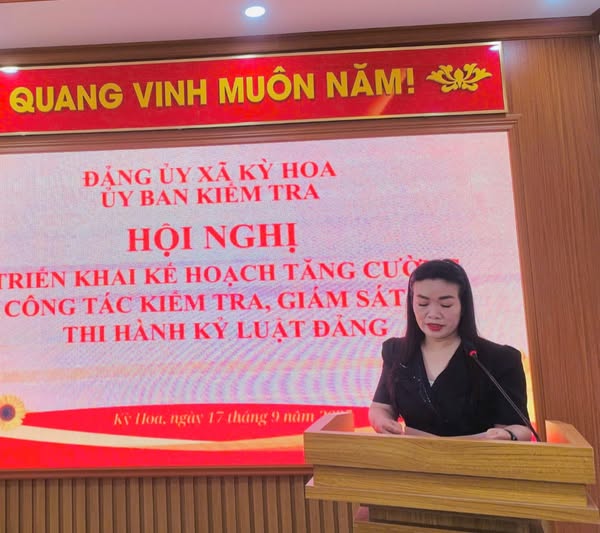 QUANG VINH MUÔN NĂM!
ĐẢNG ỦY XÃ KỲ HOA
ỦY BAN KIỂM TRA
HỘI NGHỊ
TRIỂN KHAI KẾ HOẠCH TĂNG CƯỜNG
CÔNG TÁC KIỂM TRA, GIÁM SÁT
THI HÀNH KỶ LUẬT ĐẢNG
Kỳ Hoa, ngày 17 tháng 9 năm